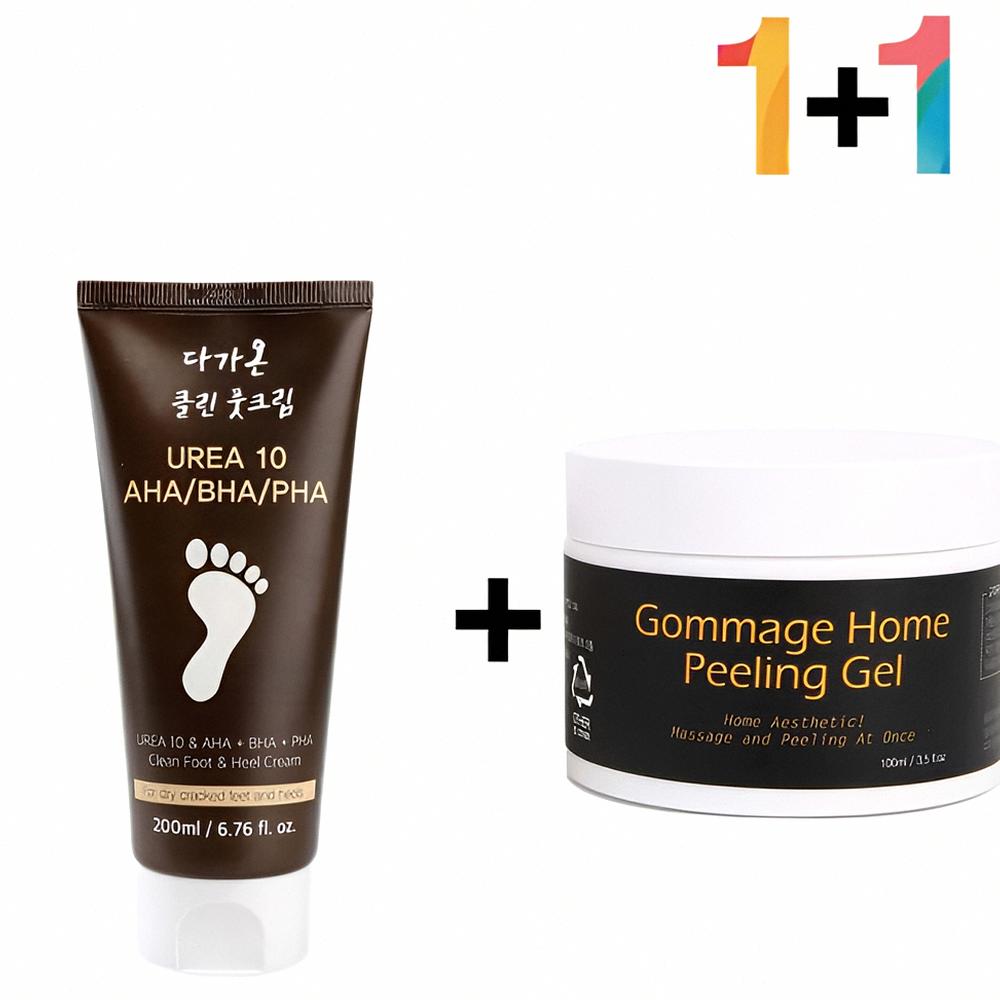 1+1
다가온
클린 풋크림
UREA 10
AHA/BHA/PHA
UREA 10 & AHA + BHA + PHA
Clean Foot & Heel Cream
For dry cracked feet and heels
200ml / 6.76 fl. oz.
+
Gommage Home
Peeling Gel
Home Aesthetic!
Massage and Peeling At Once
100ml / 3.5 fl.oz